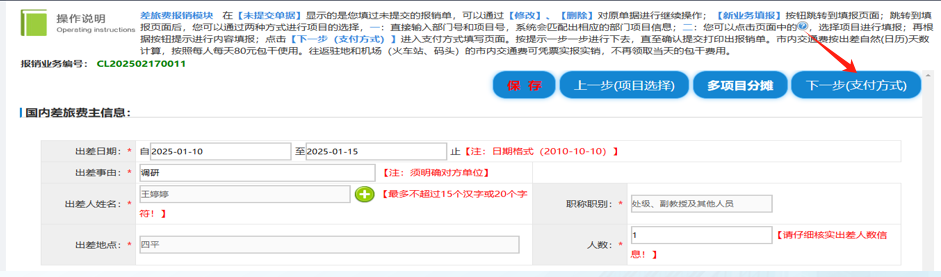 操作说明
Operating instructions
差旅费报销模块 在【未提交单据】显示的是您填过未提交的报销单，可以通过【修改】、【删除】对原单据进行继续操作；【新业务填报】按钮跳转到填报页面；跳转到填
报页面后，您可以通过两种方式进行项目的选择，一：直接输入部门号和项目号，系统会匹配出相应的部门项目信息；二：您可以点击页面中的，选择项目进行填报；再根
据按钮提示进行内容填报；点击【下一步（支付方式）】进入支付方式填写页面。按提示一步一步进行下去，直至确认提交打印出报销单。市内交通费按出差自然(日历)天数
计算，按照每人每天80元包干使用。往返驻地和机场（火车站、码头）的市内交通费可凭票实报实销，不再领取当天的包干费用。
报销业务编号： CL202502170011
保 存 上一步(项目选择) 多项目分摊 下一步(支付方式)
国内差旅费主信息：
出差日期：* 自2025-01-10 至2025-01-15 止【注：日期格式（2010-10-10）】
出差事由：* 调研 【注：须明确对方单位】
出差人姓名：* 王婷婷 【最多不超过15个汉字或20个字
符！】
职称职别：* 处级、副教授及其他人员
出差地点：* 四平
人数：* 1 【请仔细核实出差人数信
息！】